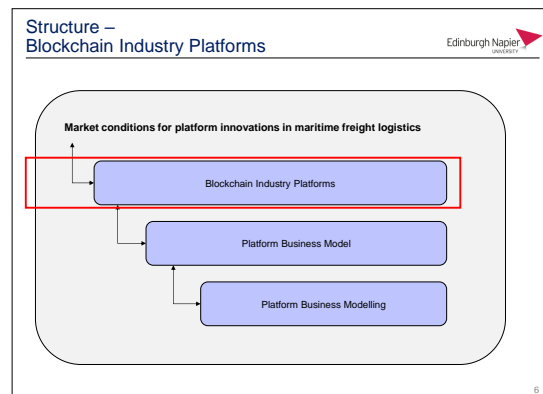 Structure –
Blockchain Industry Platforms
Edinburgh Napier
UNIVERSITY
Market conditions for platform innovations in maritime freight logistics
Blockchain Industry Platforms
Platform Business Model
Platform Business Modelling
6